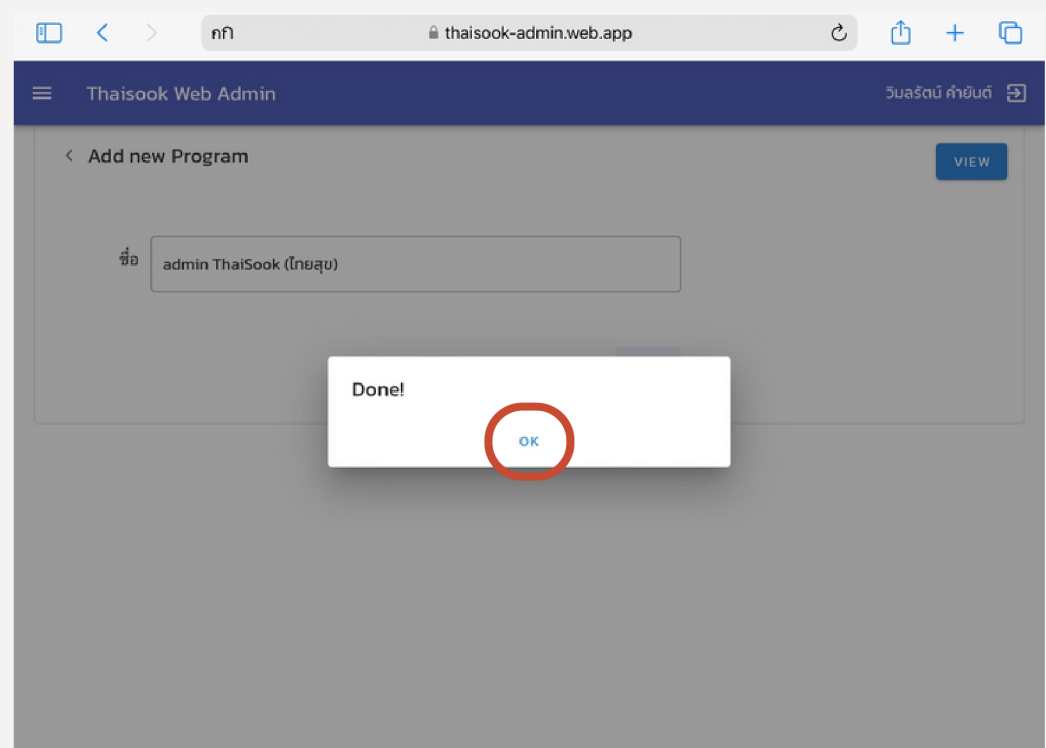 กก thaisook-admin.web.app
Thaisook Web Admin วิมลรัตน์ คำยันต์
Add new Program VIEW
ชื่อ admin ThaiSook (ไทยสุข)
Done!
OK